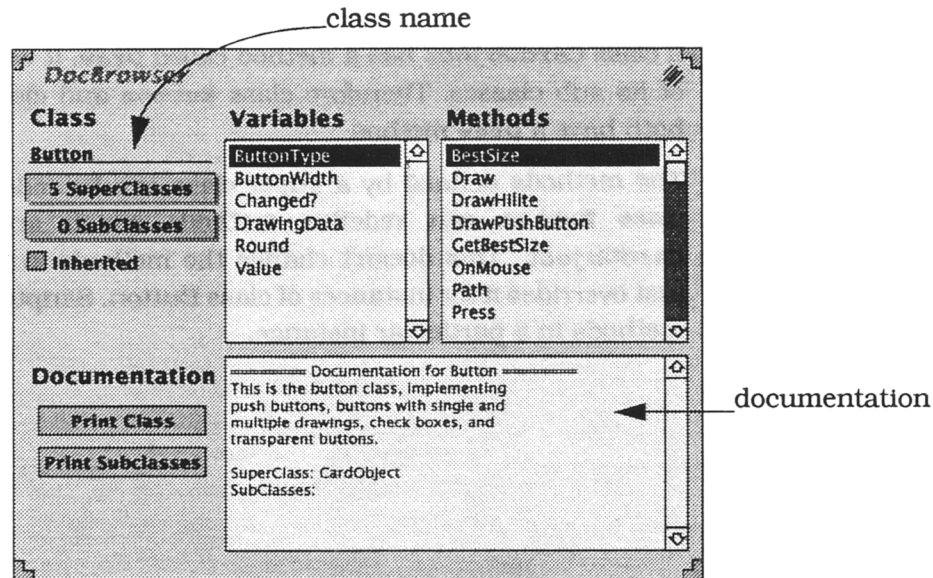 class name
DocBrowser
Class
Button
5 SuperClasses
0 SubClasses
Inherited
Variables
ButtonType
ButtonWidth
Changed?
DrawingData
Round
Value
Methods
BestSize
Draw
DrawHilite
DrawPushButton
GetBestSize
OnMouse
Path
Press
Documentation
Print Class
Print Subclasses
Documentation for Button
This is the button class, implementing
push buttons, buttons with single and
multiple drawings, check boxes, and
transparent buttons.
SuperClass: CardObject
SubClasses:
documentation